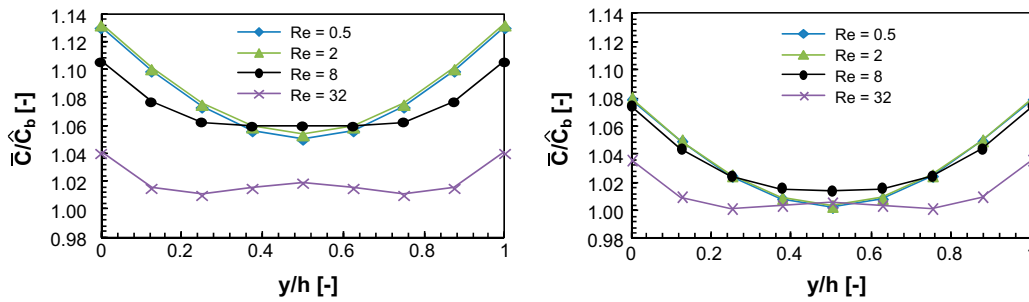 1.14
1.12
1.10
1.08
1.06
1.04
1.02
1.00
0.98
C̅/Ĉb [-]
Re = 0.5
Re = 2
Re = 8
Re = 32
0
0.2
0.4
0.6
0.8
1
y/h [-]
1.14
1.12
1.10
1.08
1.06
1.04
1.02
1.00
0.98
C̅/Ĉb [-]
Re = 0.5
Re = 2
Re = 8
Re = 32
0
0.2
0.4
0.6
0.8
1
y/h [-]